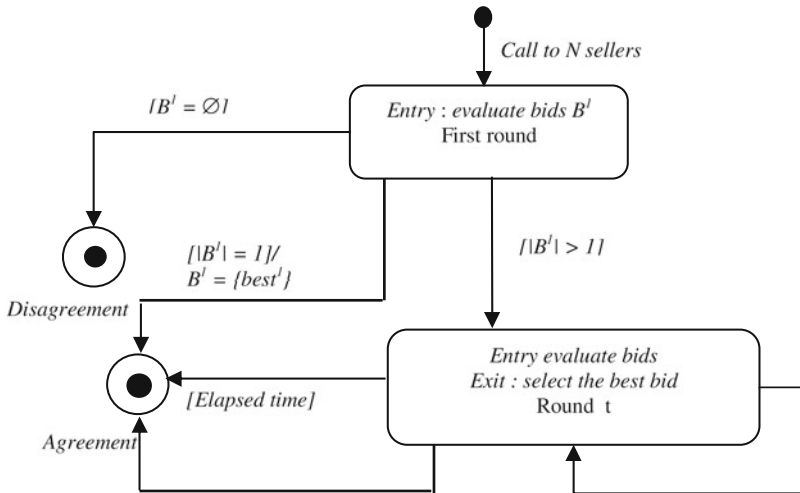 Call to N sellers
[B¹ = ∅]
Entry : evaluate bids B¹
First round
[|B¹| = 1]/
B¹ = {best¹}
[|B¹| > 1]
Disagreement
Entry evaluate bids
Exit : select the best bid
Round t
[Elapsed time]
Agreement